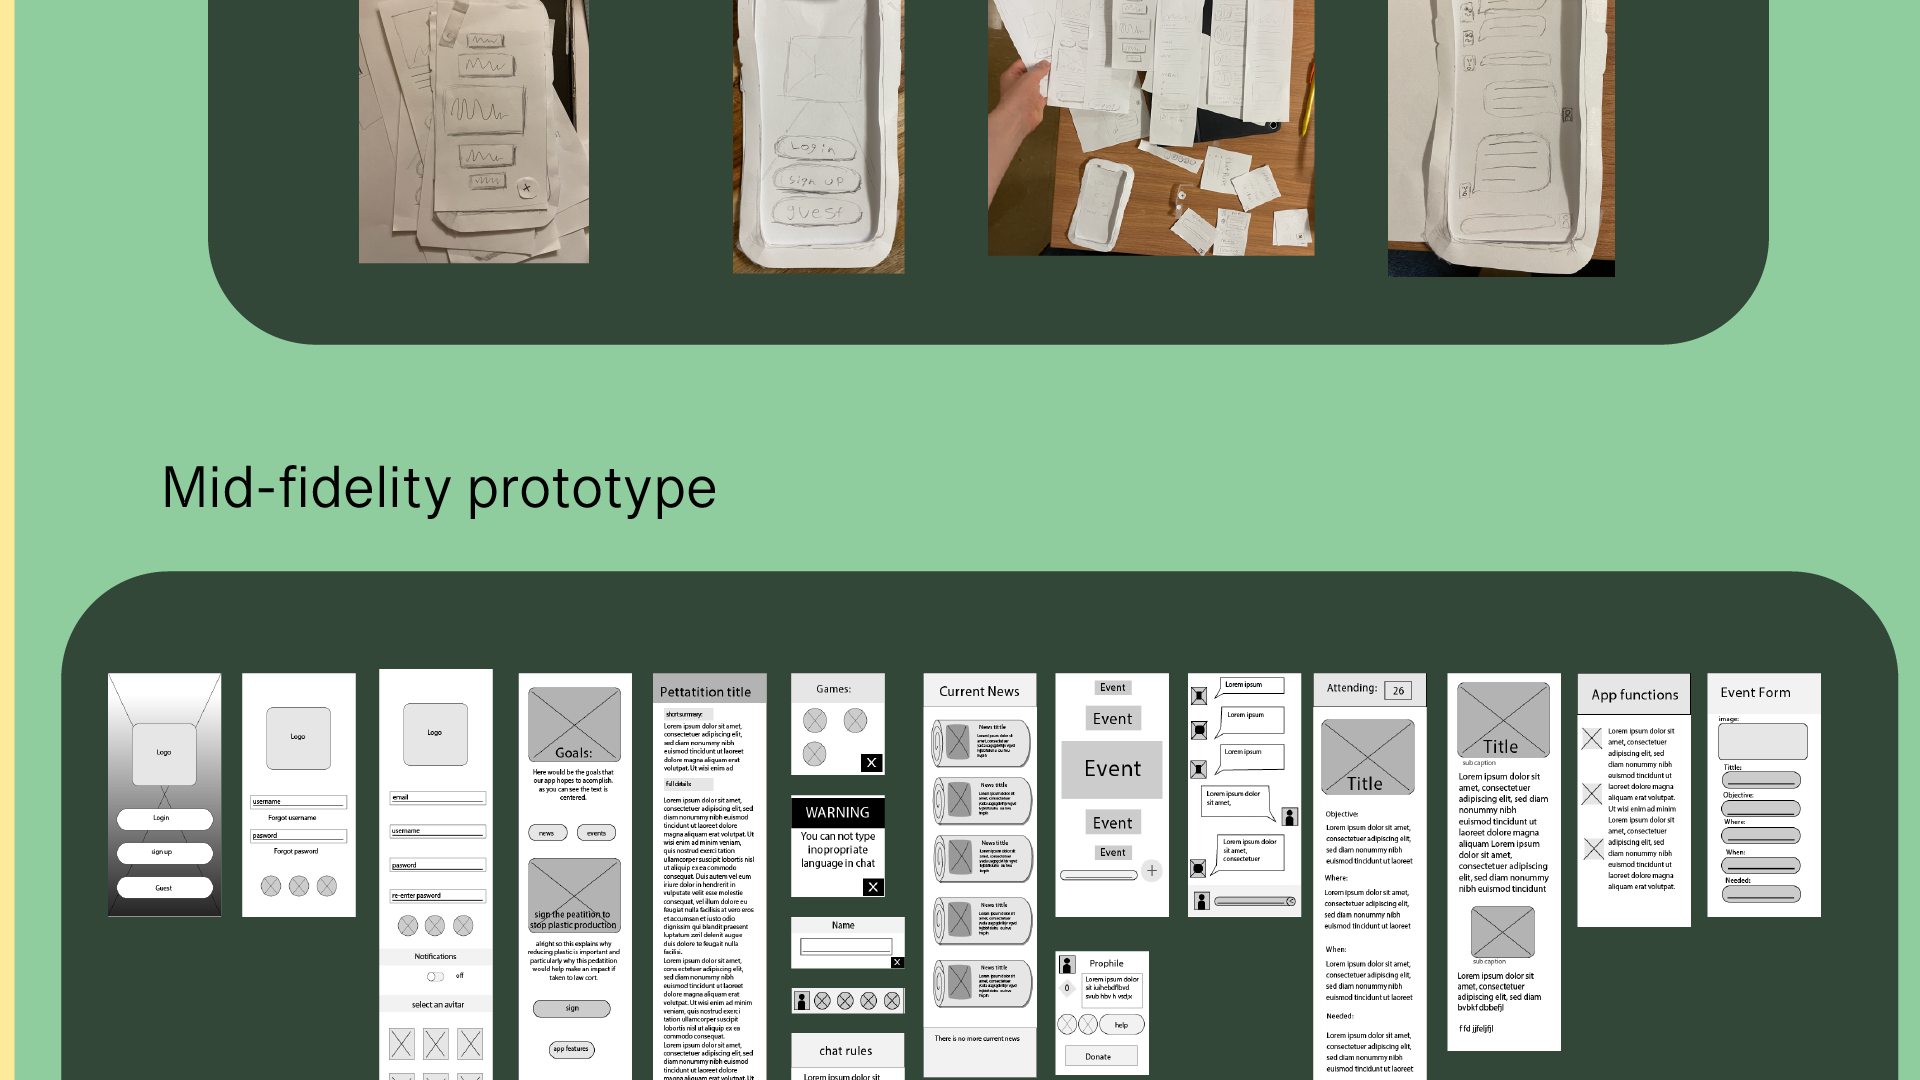 Login
sign up
guest
Mid-fidelity prototype
Logo
Login
sign up
Guest
Logo
username
Forgot username
pasword
Forgot pasword
Logo
email
username
pasword
re-enter pasword
Notifications
off
select an avitar
Goals:
Here would be the goals that
our app hopes to acomplish.
as you can see the text is
centered.
news
events
sign the peatition to
stop plastic production
alright so this explains why
reducing plastic is important and
particularly why this pedatition
would help make an impact if
taken to law cort.
sign
app features
Pettatition title
short summary:
Lorem ipsum dolor sit amet,
consectetuer adipiscing elit, sed
diam nonummy nibh
euismod tincidunt ut laoreet
dolore magna aliquam erat
volutpat. Ut wisi enim ad
full details
Lorem ipsum dolor sit amet,
consectetuer adipiscing elit, sed
diam nonummy nibh euismod
tincidunt ut laoreet dolore
magna aliquam erat volutpat. Ut
wisi enim ad minim veniam,
quis nostrud exerci tation
ullamcorper suscipit lobortis nisl
ut aliquip ex ea commodo
consequat. Duis autem vel eum
iriure dolor in hendrerit in
vulputate velit esse molestie
consequat, vel illum dolore eu
feugiat nulla facilisis at vero eros
et accumsan et iusto odio
dignissim qui blandit praesent
luptatum zzril delenit augue
duis dolore te feugait nulla
facilisi.
Lorem ipsum dolor sit amet,
cons ectetuer adipiscing elit, sed
diam nonummy nibh euismod
tincidunt ut laoreet dolore
magna aliquam erat volutpat. Ut
wisi enim ad minim
veniam, quis nostrud exerci
tation ullamcorper suscipit
lobortis nisl ut aliquip ex ea
commodo consequat.
Lorem ipsum dolor sit amet,
consectetuer adipiscing elit, sed
diam nonummy nibh euismod
tincidunt ut laoreet dolore
magna aliquam erat volutpat. Ut
Games:
X
WARNING
You can not type
inopropriate
language in chat
X
Name
X
chat rules
Lorem ipsum dolor sit
Current News
News tittle
News tittle
News tittle
News tittle
News tittle
There is no more current news
Event
Event
Event
Event
Event
+
Prophile
0
Lorem ipsum dolor
sit iuihebdflbvd
svub hbv h vsdjx
help
Donate
Lorem ipsum
Lorem ipsum
Lorem ipsum
Lorem ipsum dolor
sit amet,
Lorem ipsum dolor
sit amet,
consectetuer
Attending:
26
Title
Objective:
Lorem ipsum dolor sit amet,
consectetuer adipiscing elit,
sed diam nonummy nibh
euismod tincidunt ut laoreet
Where:
Lorem ipsum dolor sit amet,
consectetuer adipiscing elit,
sed diam nonummy nibh
euismod tincidunt ut laoreet
When:
Lorem ipsum dolor sit amet,
consectetuer adipiscing elit,
sed diam nonummy nibh
euismod tincidunt ut laoreet
Needed:
Lorem ipsum dolor sit amet,
consectetuer adipiscing elit,
sed diam nonummy nibh
euismod tincidunt ut laoreet
Title
sub caption
Lorem ipsum dolor sit
amet, consectetuer
adipiscing elit, sed diam
nonummy nibh
euismod tincidunt ut
laoreet dolore magna
aliquam Lorem ipsum
dolor sit amet,
consectetuer adipiscing
elit, sed diam nonummy
nibh euismod tincidunt
sub caption
Lorem ipsum dolor sit
amet, consectetuer
adipiscing elit, sed diam
bvbkf dbbefjl
f fd jjfeljfjl
App functions
Lorem ipsum dolor sit
amet, consectetuer
adipiscing elit, sed
diam nonummy nibh
euismod tincidunt ut
laoreet dolore magna
aliquam erat volutpat.
Ut wisi enim ad minim
Lorem ipsum dolor sit
amet, consectetuer
adipiscing elit, sed
diam nonummy nibh
euismod tincidunt ut
laoreet dolore magna
aliquam erat volutpat.
Event Form
image:
Tittle:
Objective:
Where:
When:
Needed: